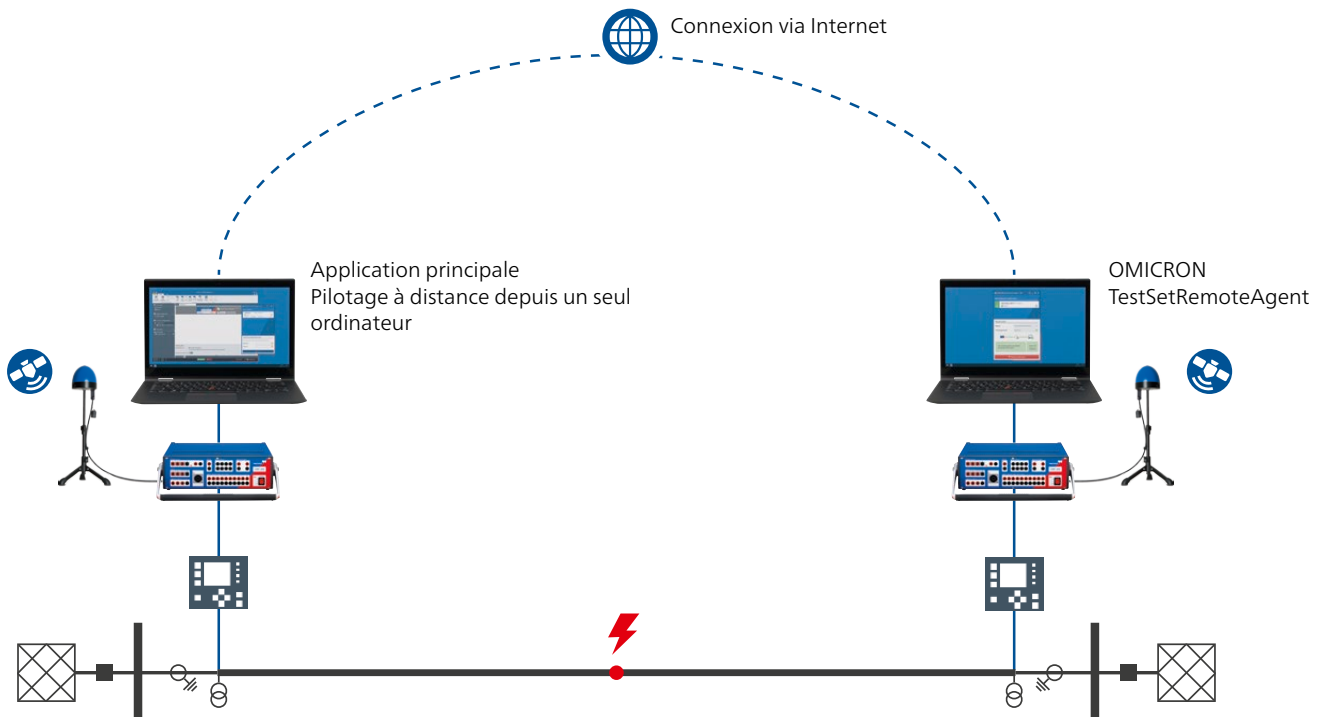 Connexion via Internet
Application principale
Pilotage à distance depuis un seul
ordinateur
OMICRON
TestSetRemoteAgent